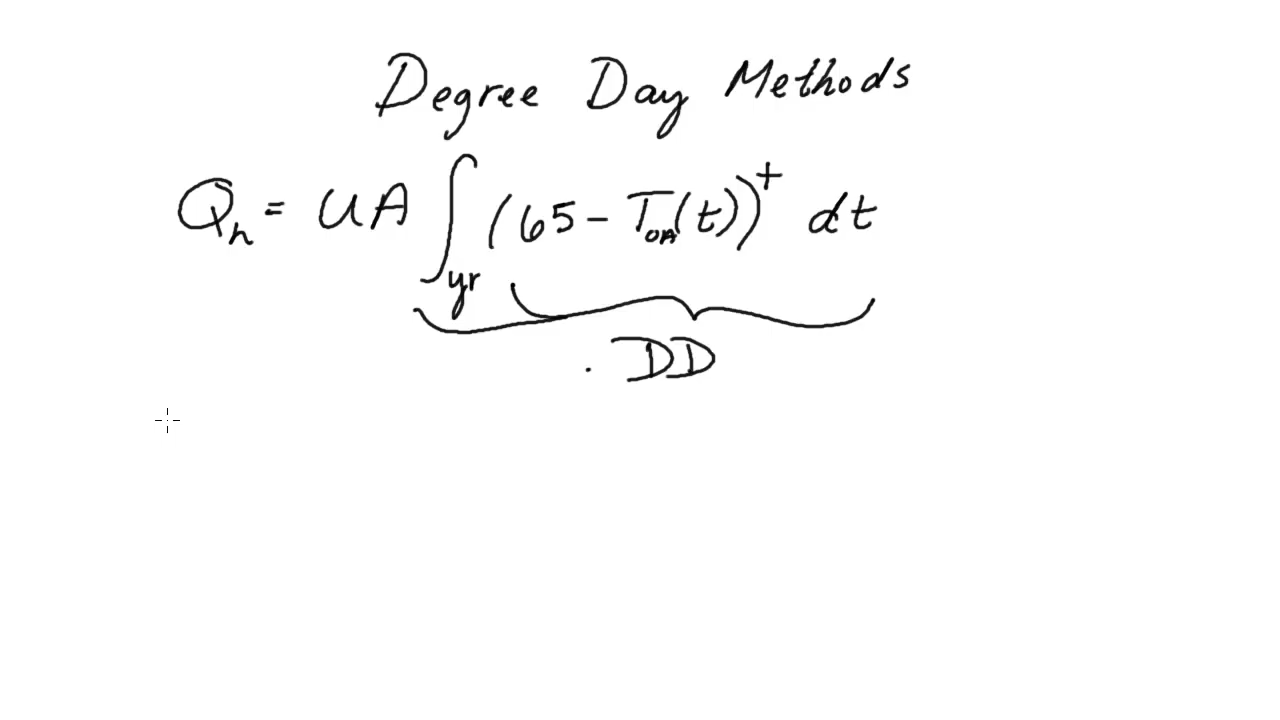 Degree Day Methods
Qh = UA ∫yr (65 - TOA(t))⁺ dt
. DD